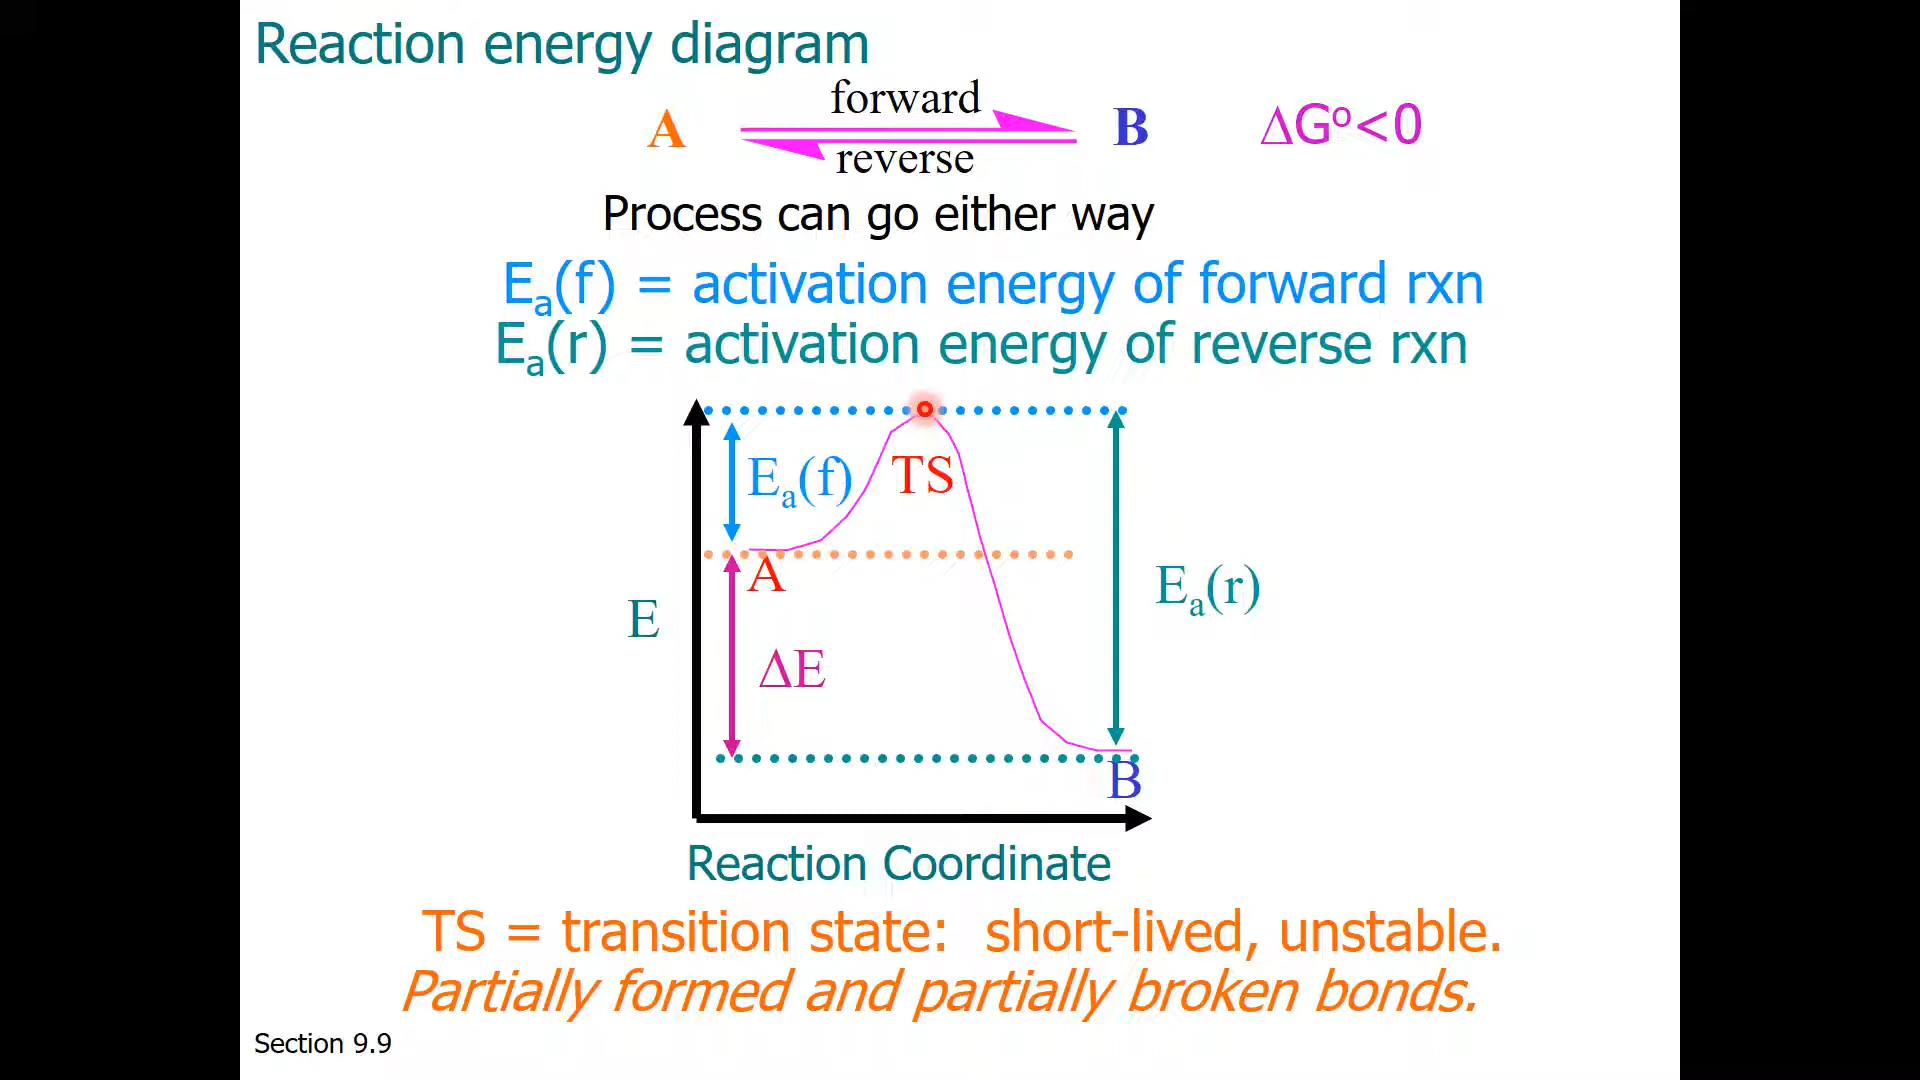 Reaction energy diagram
forward
A B ΔGº<0
reverse
Process can go either way
Eₐ(f) = activation energy of forward rxn
Eₐ(r) = activation energy of reverse rxn
Eₐ(f) TS
A
Eₐ(r)
E
ΔE
B
Reaction Coordinate
TS = transition state: short-lived, unstable.
Partially formed and partially broken bonds.
Section 9.9